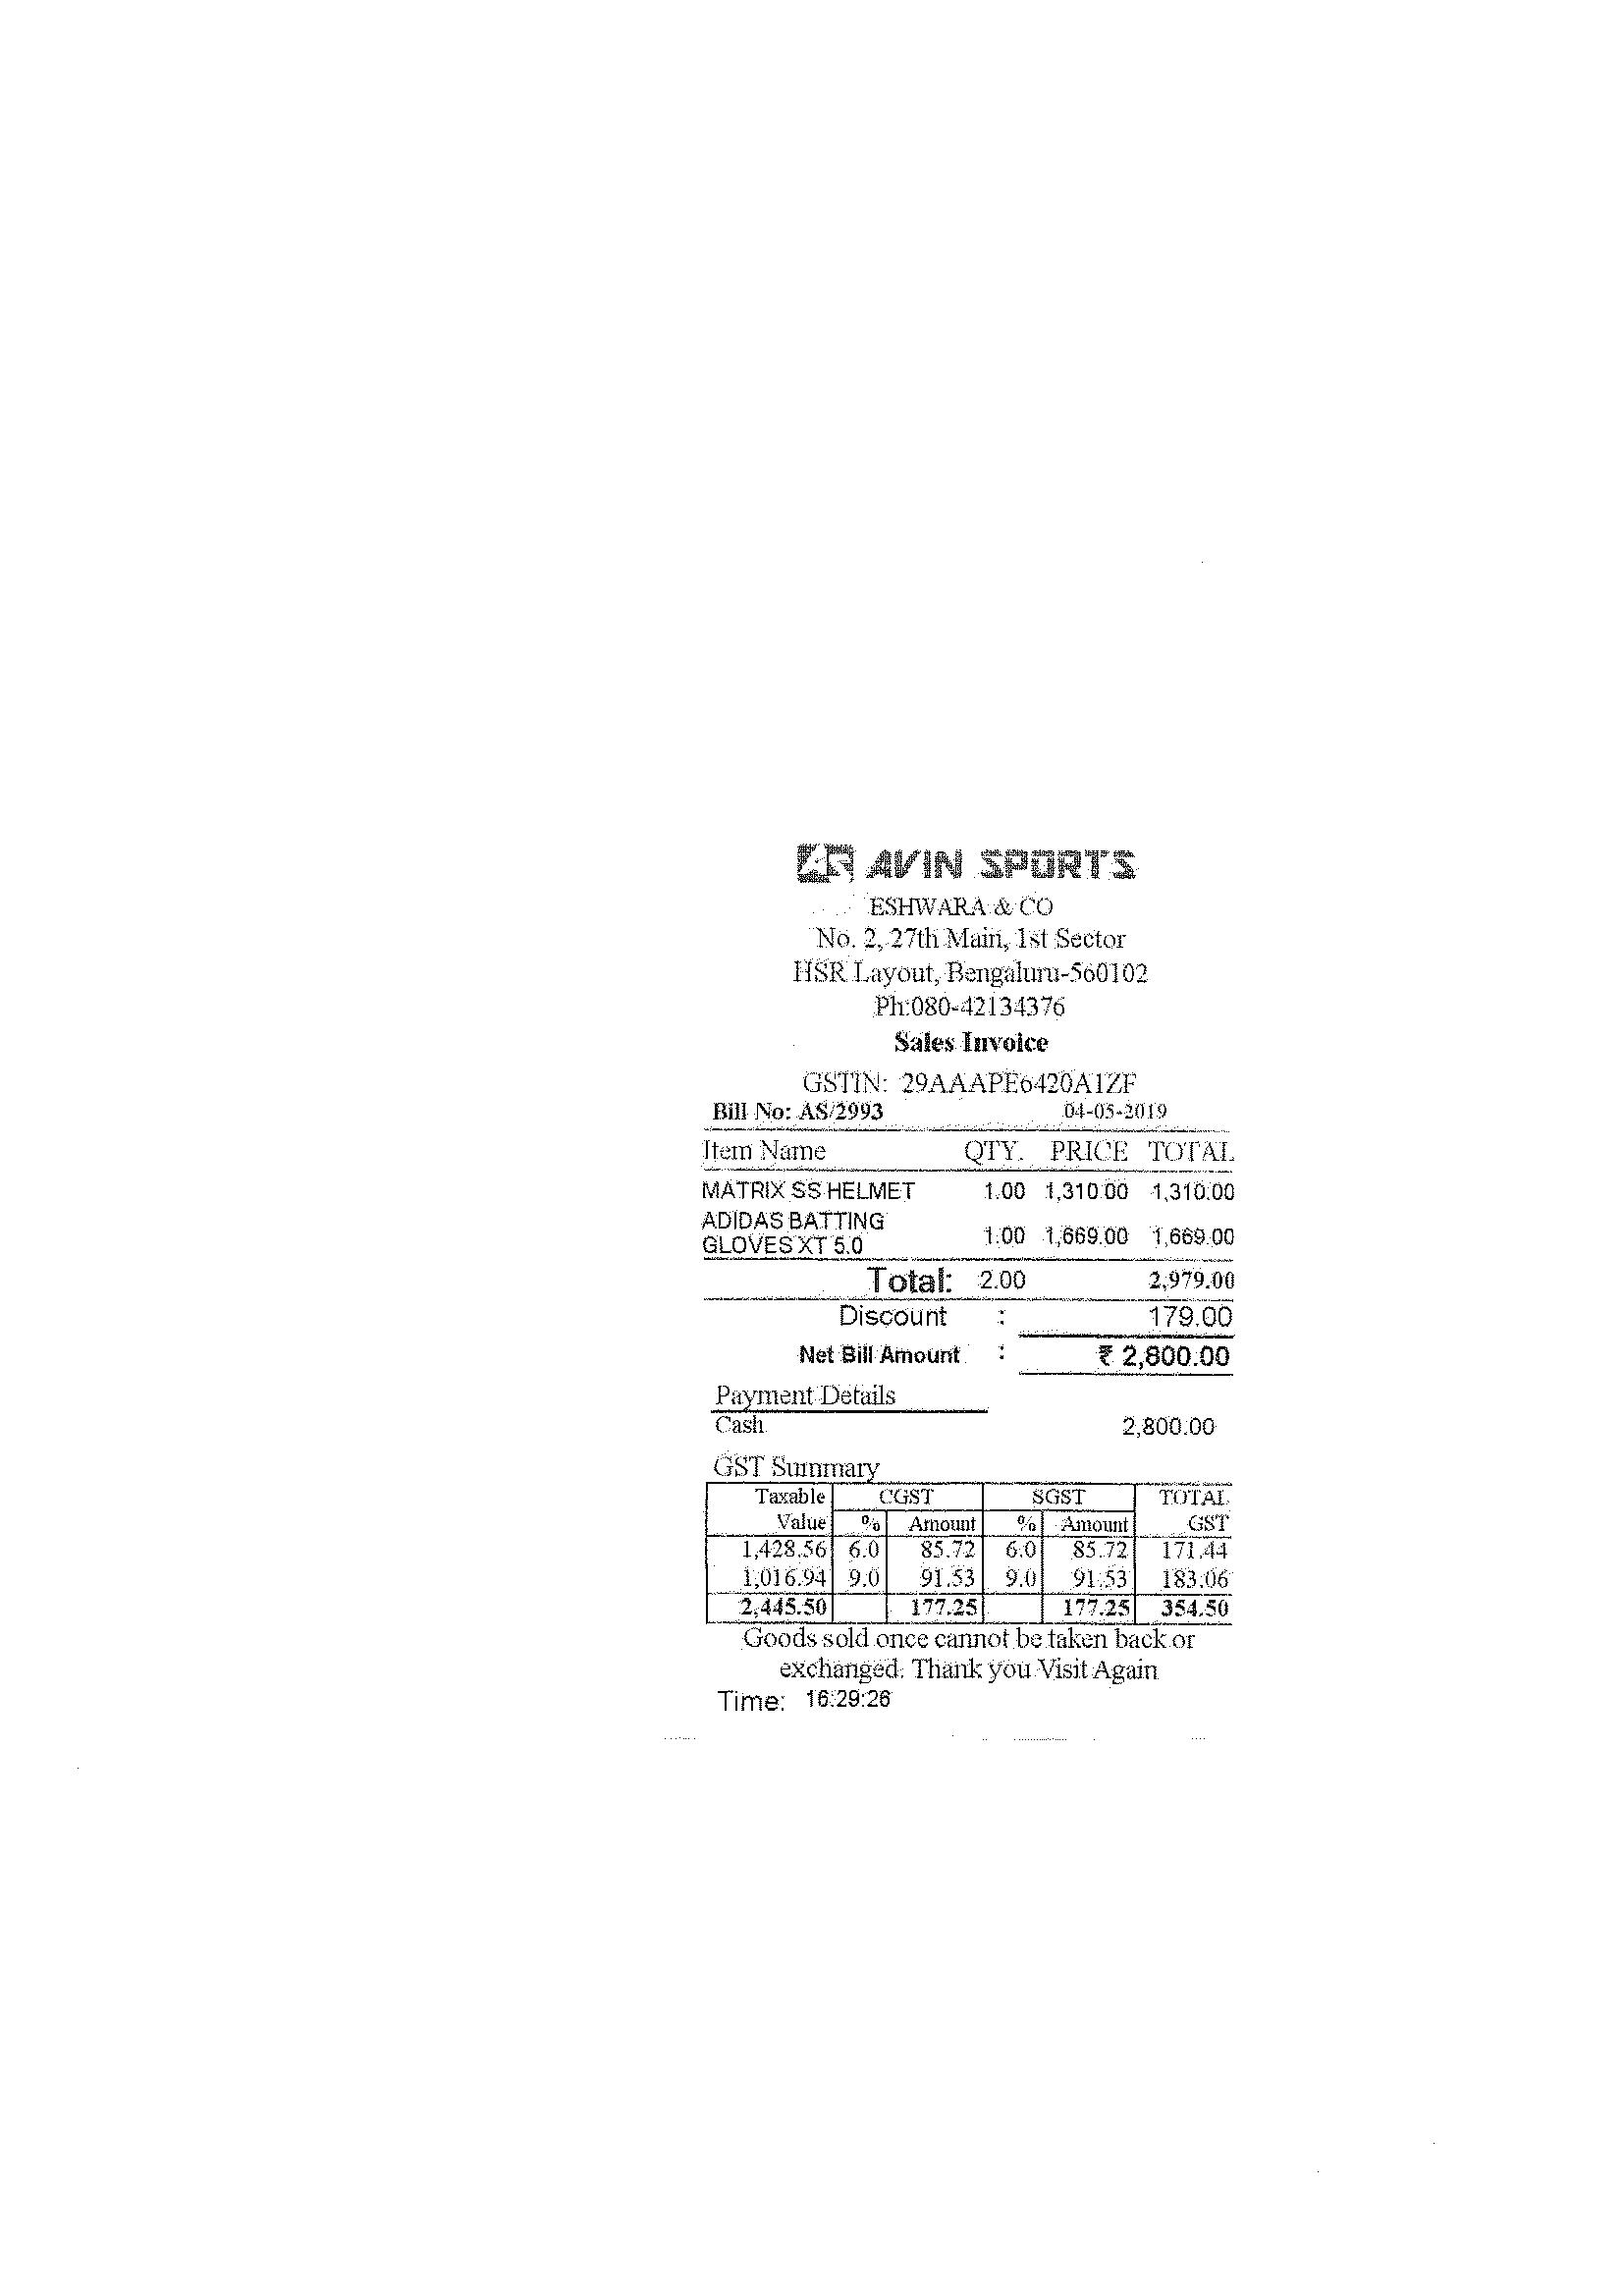 AVIN SPORTS
ESHWARA & CO
No. 2, 27th Main, 1st Sector
HSR Layout, Bengaluru-560102
Ph:080-42134376
Sales Invoice
GSTIN: 29AAAPE6420A1ZF
Bill No: AS/2993 04-05-2019
Item Name QTY. PRICE TOTAL
MATRIX SS HELMET 1.00 1,310.00 1,310.00
ADIDAS BATTING
GLOVES XT 5.0 1.00 1,669.00 1,669.00
Total: 2.00 2,979.00
Discount : 179.00
Net Bill Amount : ₹ 2,800.00
Payment Details
Cash 2,800.00
GST Summary
Taxable CGST SGST TOTAL
Value % Amount % Amount GST
1,428.56 6.0 85.72 6.0 85.72 171.44
1,016.94 9.0 91.53 9.0 91.53 183.06
2,445.50 177.25 177.25 354.50
Goods sold once cannot be taken back or
exchanged. Thank you Visit Again
Time: 16:29:26